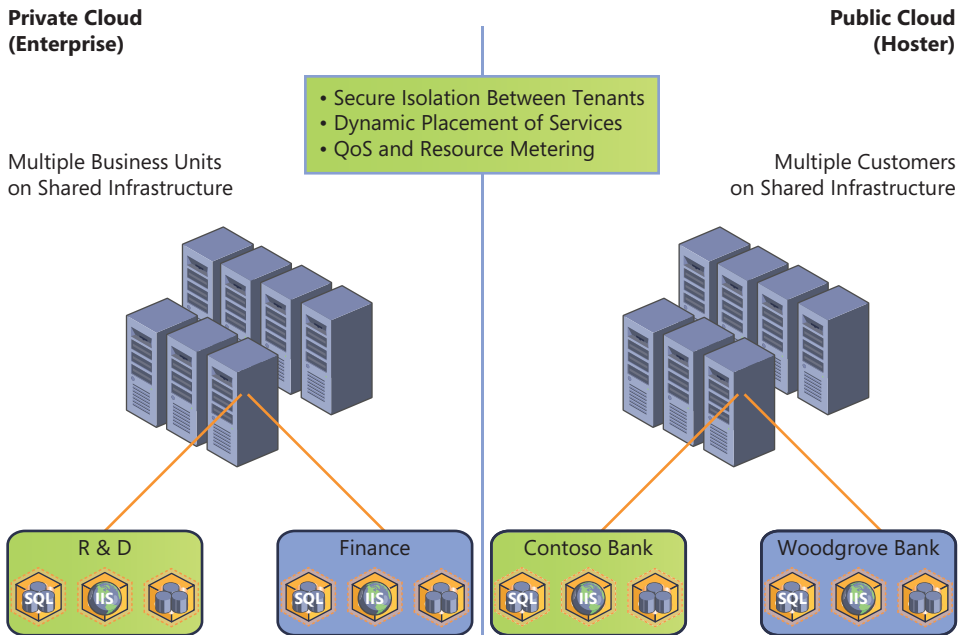 Private Cloud
(Enterprise)
Public Cloud
(Hoster)
• Secure Isolation Between Tenants
• Dynamic Placement of Services
• QoS and Resource Metering
Multiple Business Units
on Shared Infrastructure
Multiple Customers
on Shared Infrastructure
R & D
SQL
IIS
Finance
SQL
IIS
Contoso Bank
SQL
IIS
Woodgrove Bank
SQL
IIS